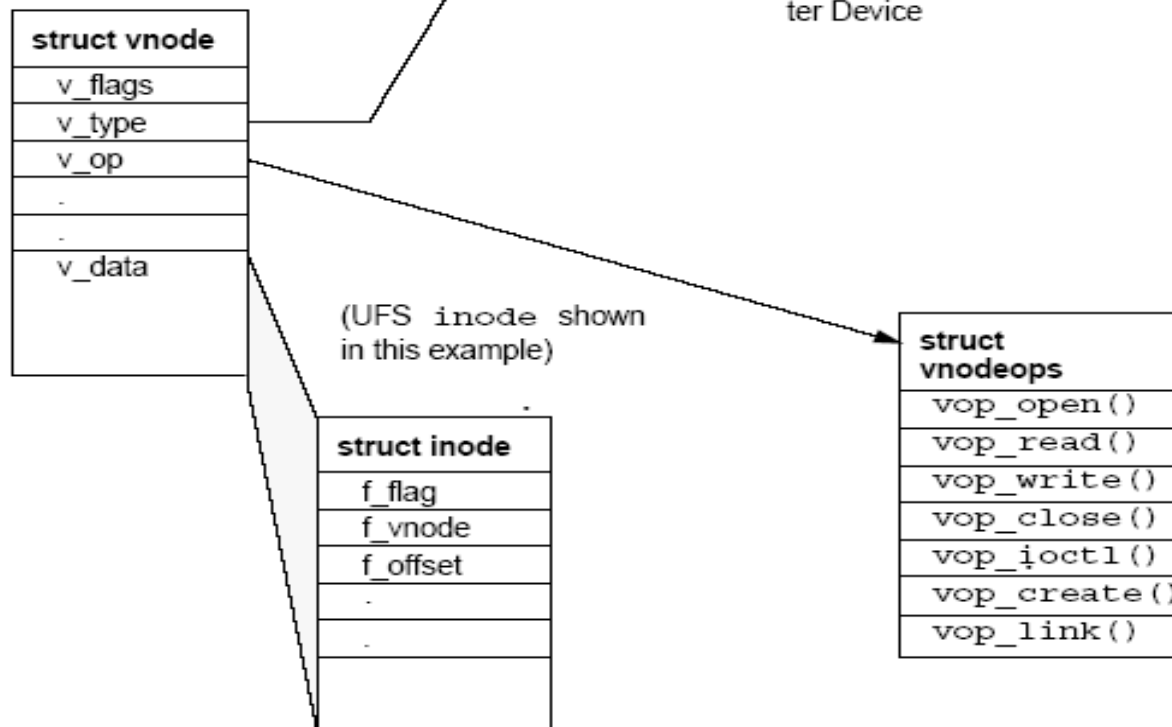 ter Device
struct vnode
v_flags
v_type
v_op
.
.
v_data
(UFS inode shown
in this example)
.
struct inode
f_flag
f_vnode
f_offset
.
.
struct
vnodeops
vop_open()
vop_read()
vop_write()
vop_close()
vop_ioctl()
vop_create()
vop_link()